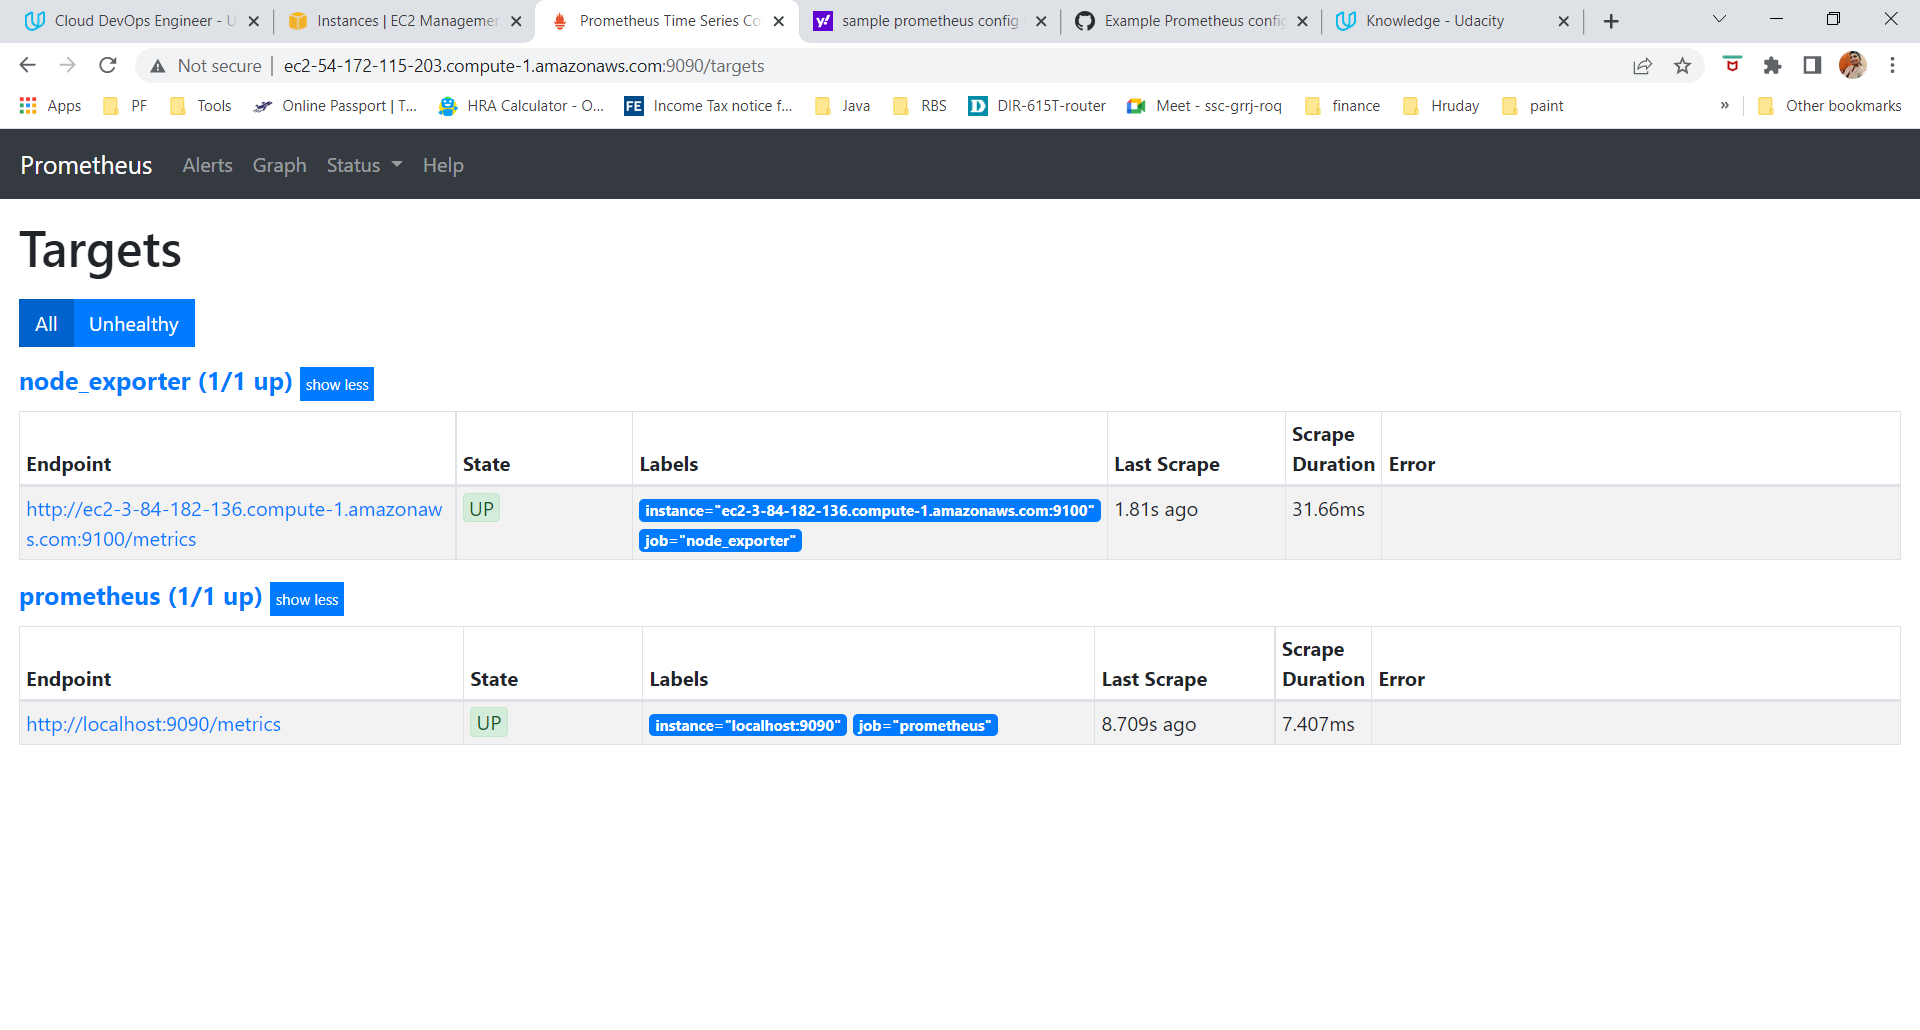 Cloud DevOps Engineer - U
Instances | EC2 Managemen
Prometheus Time Series Co
sample prometheus config
Example Prometheus config
Knowledge - Udacity
Not secure | ec2-54-172-115-203.compute-1.amazonaws.com:9090/targets
Apps PF Tools Online Passport | T... HRA Calculator - O... FE Income Tax notice f... Java RBS D DIR-615T-router Meet - ssc-grrj-roq finance Hruday paint » Other bookmarks
Prometheus Alerts Graph Status Help
Targets
All Unhealthy
node_exporter (1/1 up) show less
Endpoint State Labels Last Scrape Scrape Duration Error
http://ec2-3-84-182-136.compute-1.amazonaw
s.com:9100/metrics
UP
instance="ec2-3-84-182-136.compute-1.amazonaws.com:9100"
job="node_exporter"
1.81s ago
31.66ms
prometheus (1/1 up) show less
Endpoint State Labels Last Scrape Scrape Duration Error
http://localhost:9090/metrics UP instance="localhost:9090" job="prometheus" 8.709s ago 7.407ms